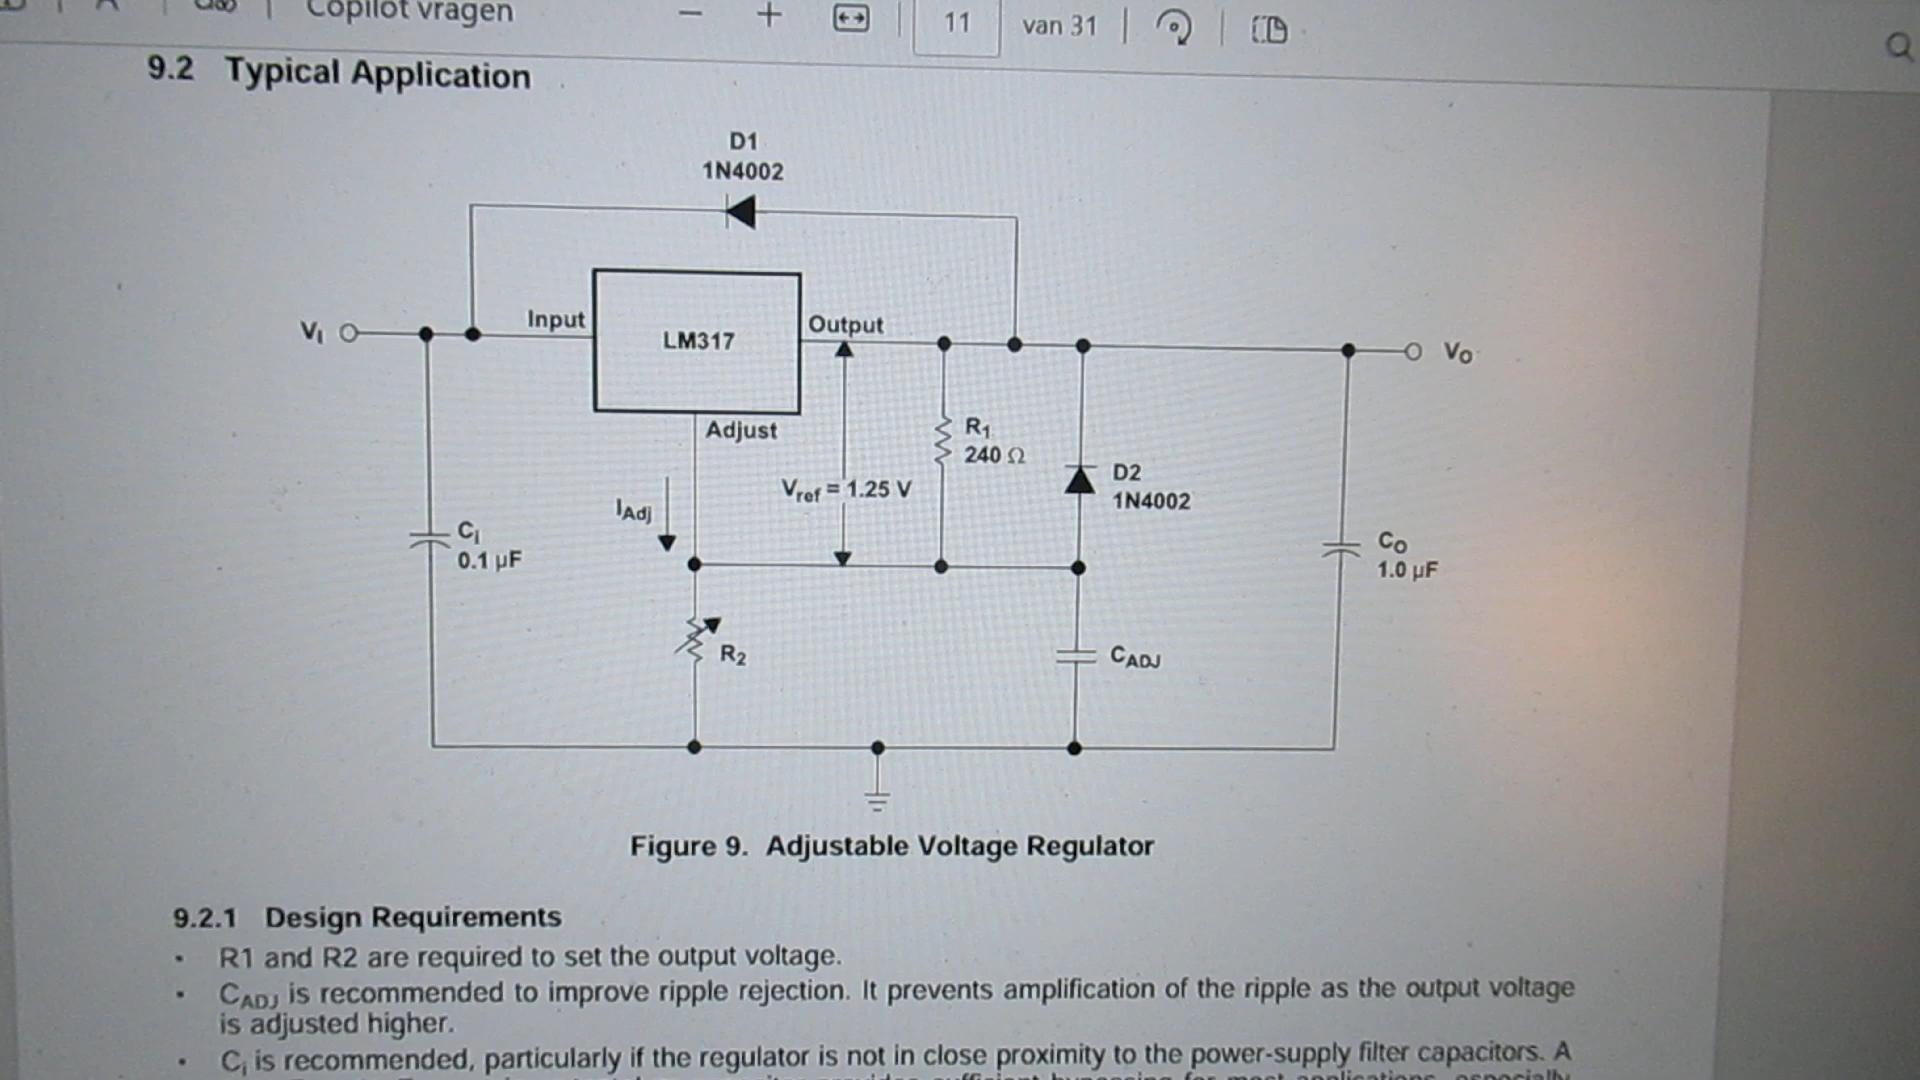 Copilot vragen
11 van 31
9.2 Typical Application
D1
1N4002
Input
LM317
Output
VI
VO
Adjust
R1
240 Ω
D2
1N4002
Vref = 1.25 V
IAdj
Ci
0.1 µF
CO
1.0 µF
R2
CADJ
Figure 9. Adjustable Voltage Regulator
9.2.1 Design Requirements
• R1 and R2 are required to set the output voltage.
• CADJ is recommended to improve ripple rejection. It prevents amplification of the ripple as the output voltage
is adjusted higher.
• Ci is recommended, particularly if the regulator is not in close proximity to the power-supply filter capacitors. A